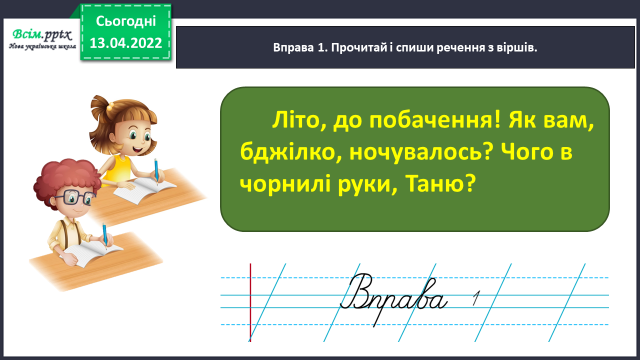 Всім.pptx
Нова українська школа
Сьогодні
13.04.2022
Вправа 1. Прочитай і спиши речення з віршів.
Літо, до побачення! Як вам,
бджілко, ночувалось? Чого в
чорнилі руки, Таню?
Вправа 1